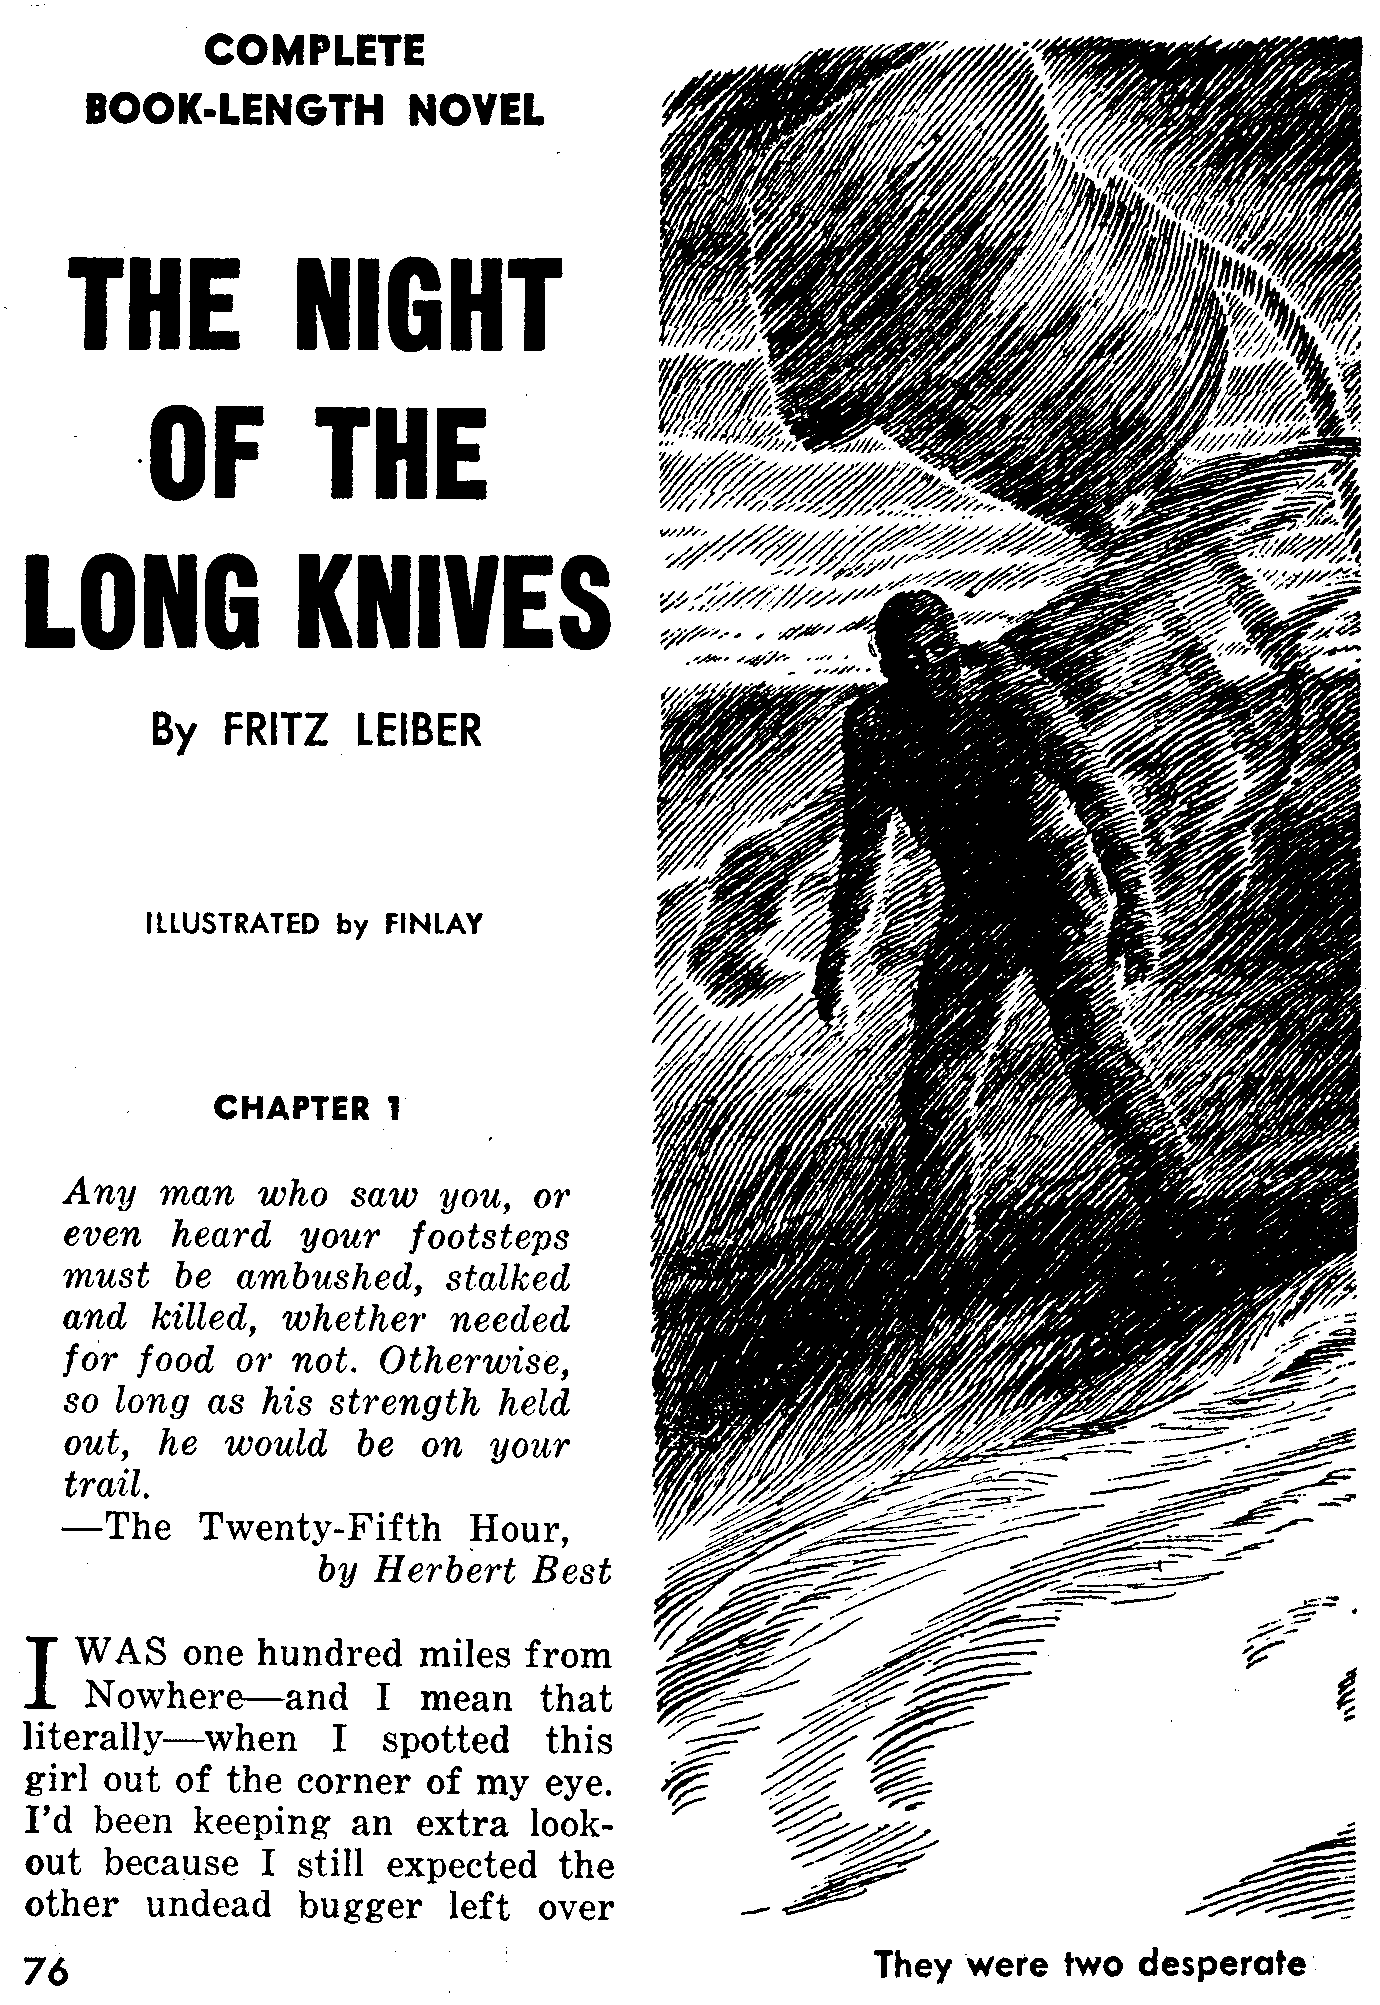 COMPLETE
BOOK-LENGTH NOVEL
THE NIGHT
OF THE
LONG KNIVES
By FRITZ LEIBER
ILLUSTRATED by FINLAY
CHAPTER 1
Any man who saw you, or
even heard your footsteps
must be ambushed, stalked
and killed, whether needed
for food or not. Otherwise,
so long as his strength held
out, he would be on your
trail.
—The Twenty-Fifth Hour,
by Herbert Best
I WAS one hundred miles from
Nowhere—and I mean that
literally—when I spotted this
girl out of the corner of my eye.
I'd been keeping an extra look-
out because I still expected the
other undead bugger left over
76
They were two desperate